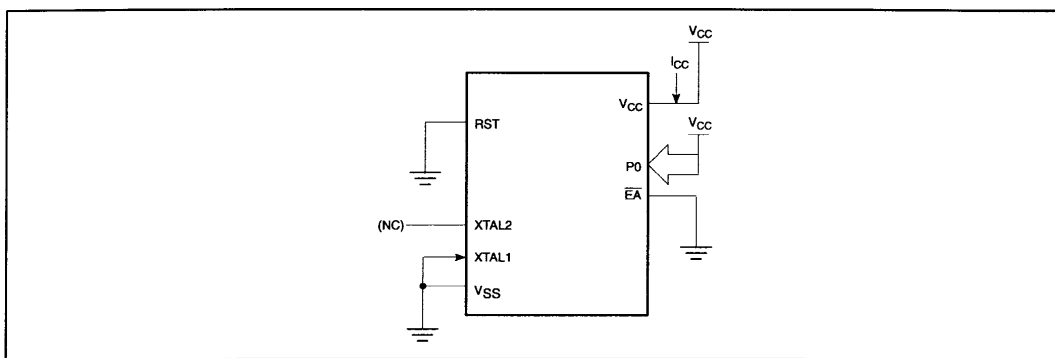 VCC
ICC
VCC
RST
VCC
P0
EA
(NC)
XTAL2
XTAL1
VSS